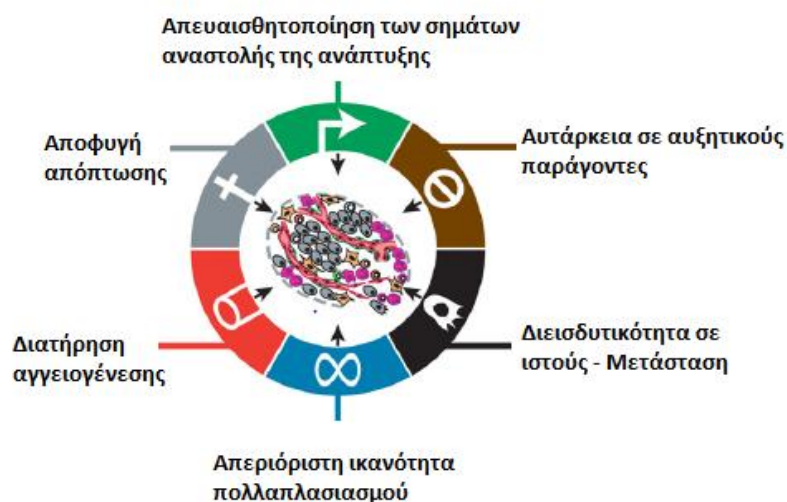 Απευαισθητοποίηση των σημάτων
αναστολής της ανάπτυξης
Αποφυγή
απόπτωσης
Αυτάρκεια σε αυξητικούς
παράγοντες
Διατήρηση
αγγειογένεσης
Διεισδυτικότητα σε
ιστούς - Μετάσταση
Απεριόριστη ικανότητα
πολλαπλασιασμού